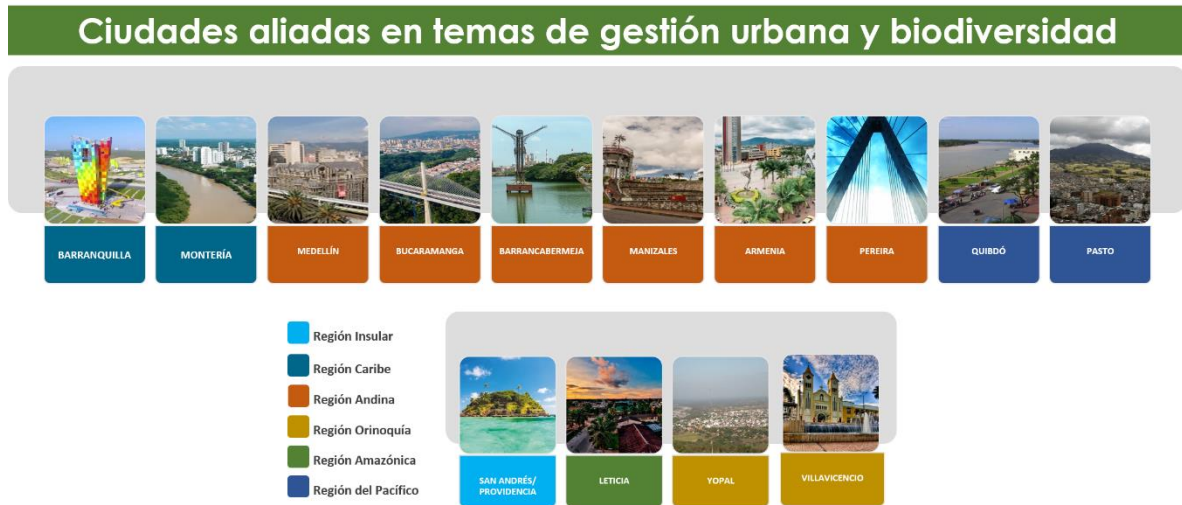 Ciudades aliadas en temas de gestión urbana y biodiversidad
BARRANQUILLA
MONTERÍA
MEDELLÍN
BUCARAMANGA
BARRANCABERMEJA
MANIZALES
ARMENIA
PEREIRA
QUIBDÓ
PASTO
Región Insular
Región Caribe
Región Andina
Región Orinoquía
Región Amazónica
Región del Pacífico
SAN ANDRÉS/
PROVIDENCIA
LETICIA
YOPAL
VILLAVICENCIO